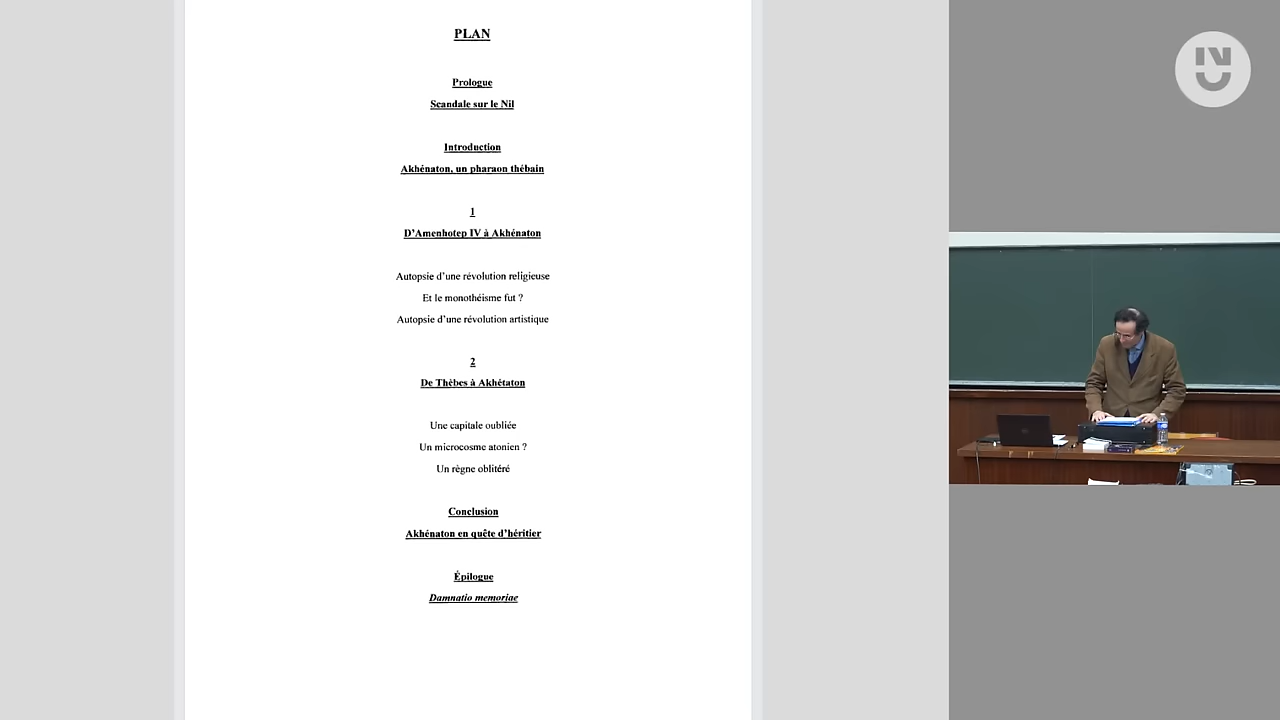 PLAN
Prologue
Scandale sur le Nil
Introduction
Akhénaton, un pharaon thébain
1
D'Amenhotep IV à Akhénaton
Autopsie d'une révolution religieuse
Et le monothéisme fut ?
Autopsie d'une révolution artistique
2
De Thèbes à Akhétaton
Une capitale oubliée
Un microcosme atonien ?
Un règne oblitéré
Conclusion
Akhénaton en quête d'héritier
Épilogue
Damnatio memoriae